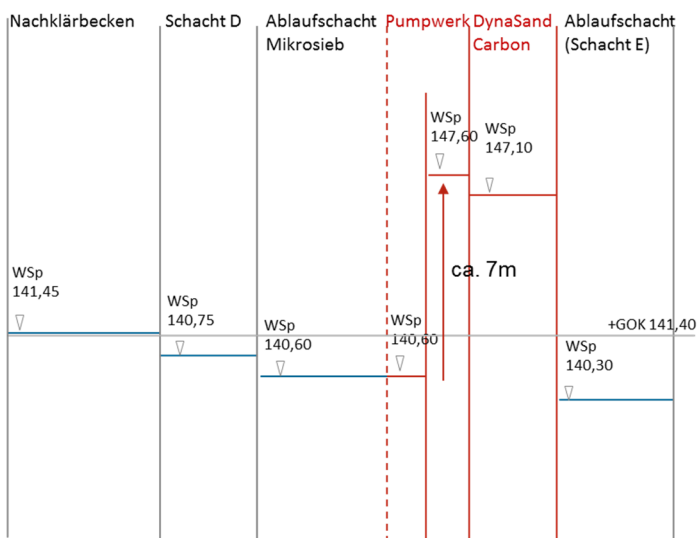 Nachklärbecken
Schacht D
Ablaufschacht
Mikrosieb
Pumpwerk
DynaSand
Carbon
Ablaufschacht
(Schacht E)
WSp
147,60
WSp
147,10
ca. 7m
WSp
141,45
WSp
140,75
WSp
140,60
WSp
140,60
+GOK 141,40
WSp
140,30